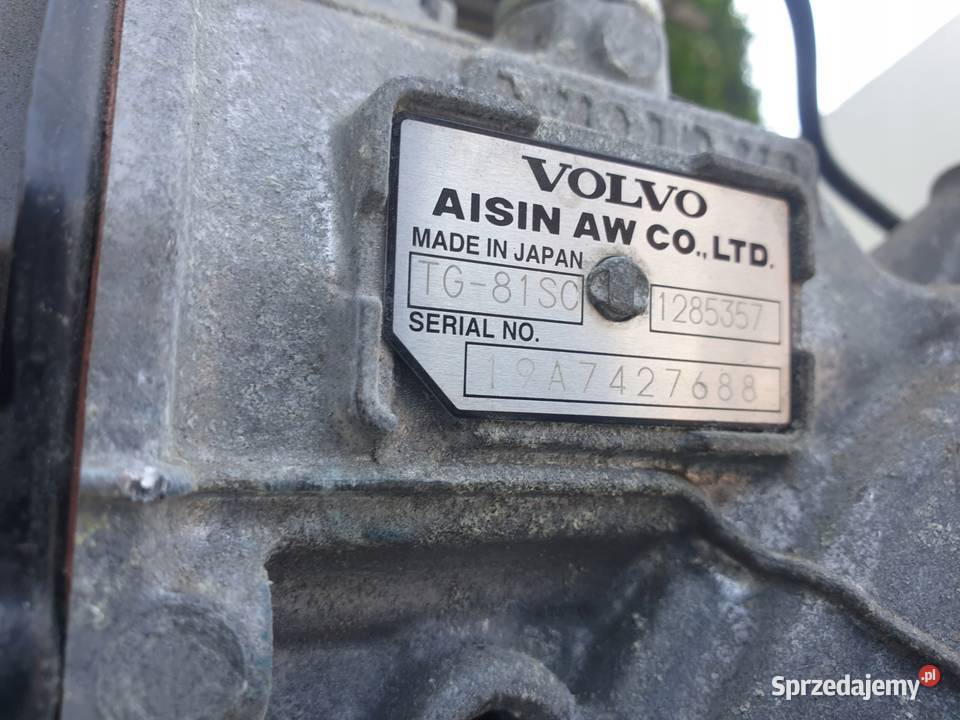 VOLVO
AISIN AW CO., LTD.
MADE IN JAPAN
TG-81SC
1285357
SERIAL NO.
19A7427688
Sprzedajemy.pl